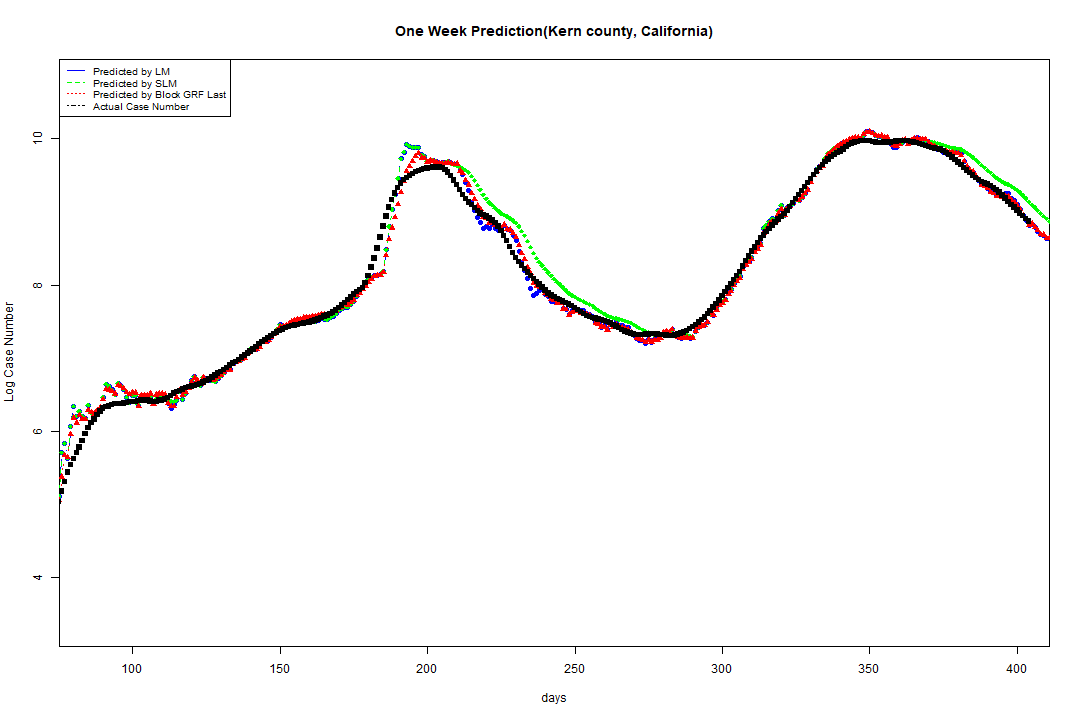 One Week Prediction(Kern county, California)
Predicted by LM
Predicted by SLM
Predicted by Block GRF Last
Actual Case Number
Log Case Number
10
8
6
4
100 150 200 250 300 350 400
days